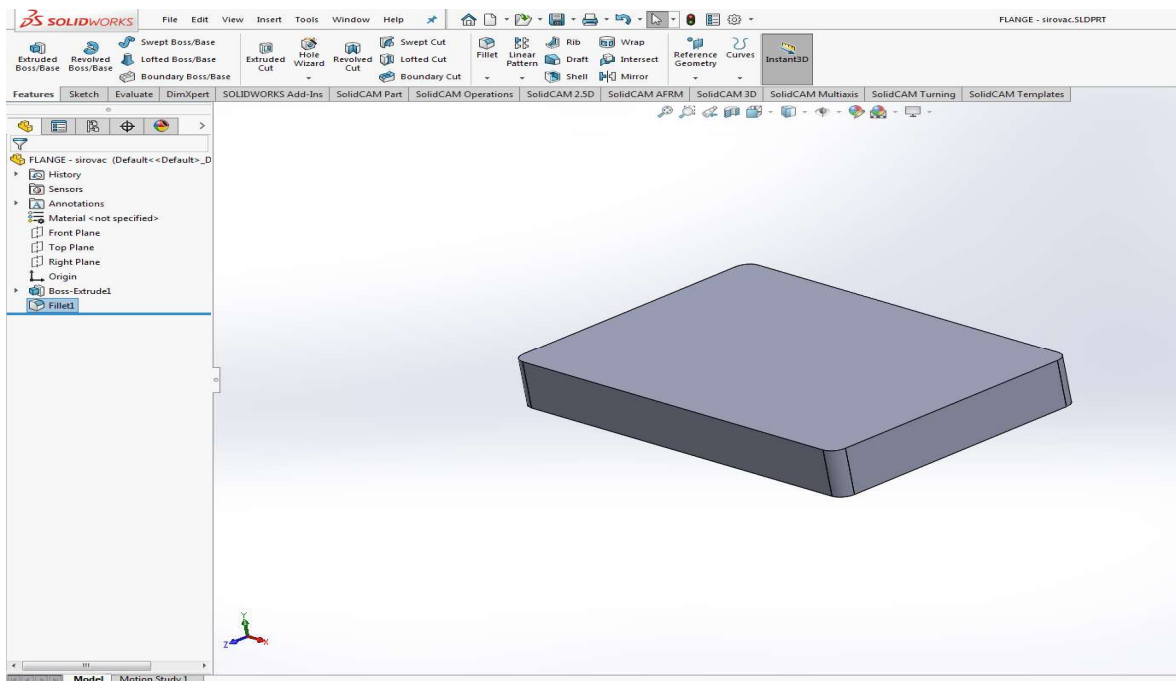 SOLIDWORKS File Edit View Insert Tools Window Help FLANGE - sirovac.SLDPRT
Extruded Boss/Base
Revolved Boss/Base
Swept Boss/Base
Lofted Boss/Base
Boundary Boss/Base
Extruded Cut
Hole Wizard
Revolved Cut
Swept Cut
Lofted Cut
Boundary Cut
Fillet
Linear Pattern
Rib
Draft
Shell
Wrap
Intersect
Mirror
Reference Geometry
Curves
Instant3D
Features Sketch Evaluate DimXpert SOLIDWORKS Add-Ins SolidCAM Part SolidCAM Operations SolidCAM 2.5D SolidCAM AFRM SolidCAM 3D SolidCAM Multiaxis SolidCAM Turning SolidCAM Templates
FLANGE - sirovac (Default<<Default>_D
History
Sensors
Annotations
Material <not specified>
Front Plane
Top Plane
Right Plane
Origin
Boss-Extrude1
Fillet1
Y
Z X
Model Motion Study 1